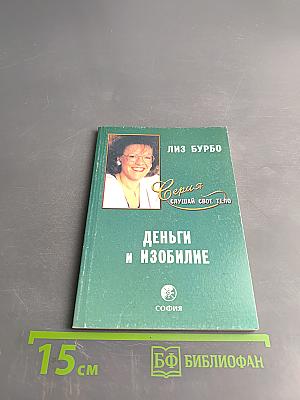 ЛИЗ БУРБО
Серия
СЛУШАЙ СВОЕ ТЕЛО
ДЕНЬГИ
И ИЗОБИЛИЕ
СОФИЯ
15 см
БФ БИБЛИОФАН